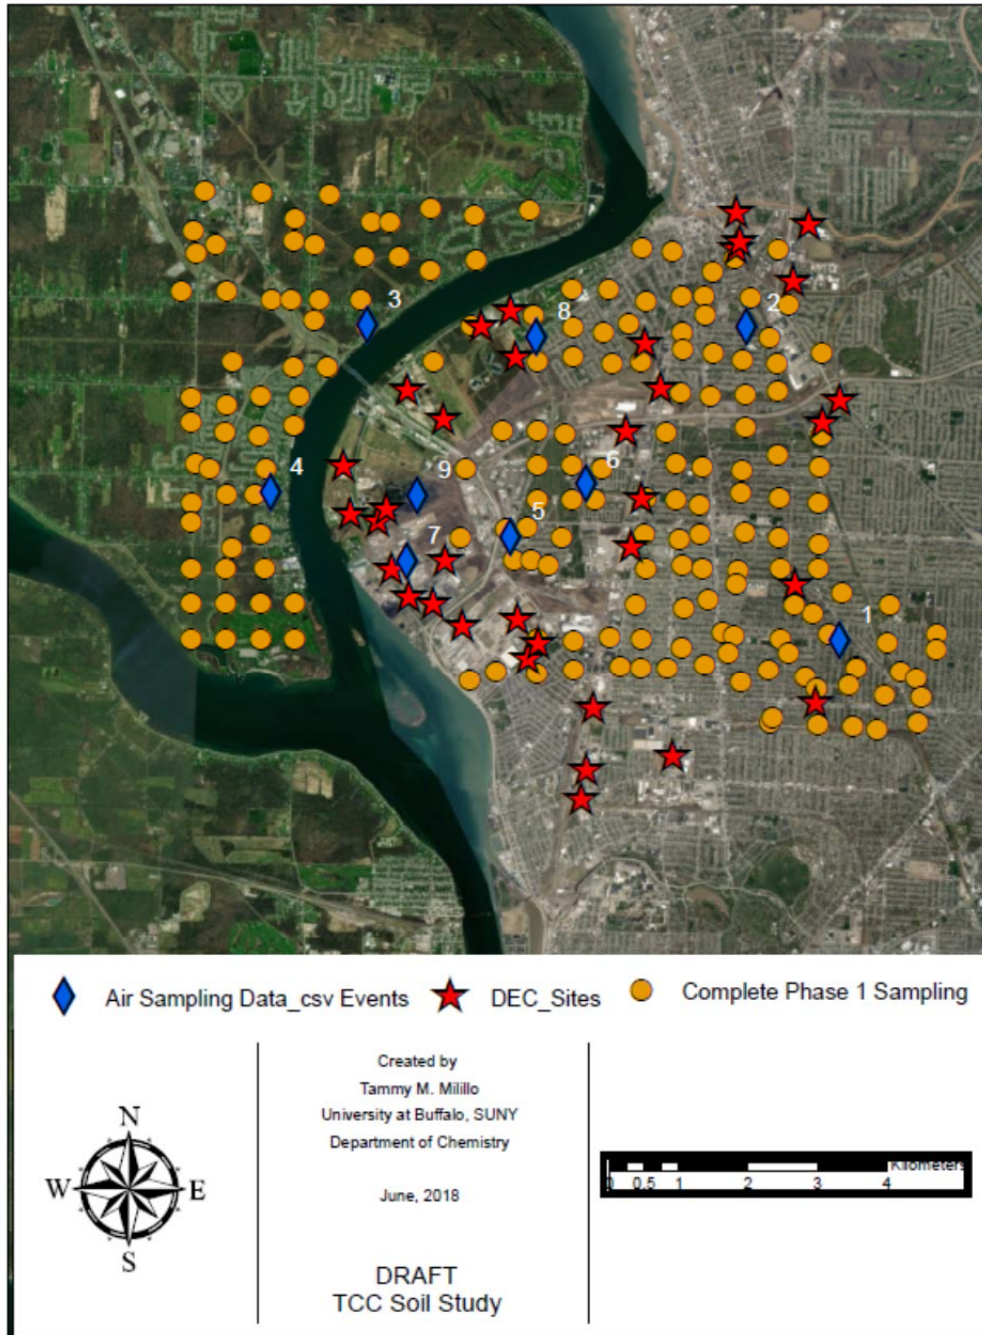 3
8
2
4
9
6
5
7
1
Air Sampling Data_csv Events
DEC_Sites
Complete Phase 1 Sampling
Created by
Tammy M. Milillo
University at Buffalo, SUNY
Department of Chemistry
June, 2018
DRAFT
TCC Soil Study
N
W
E
S
Kilometers
0 0.5 1 2 3 4